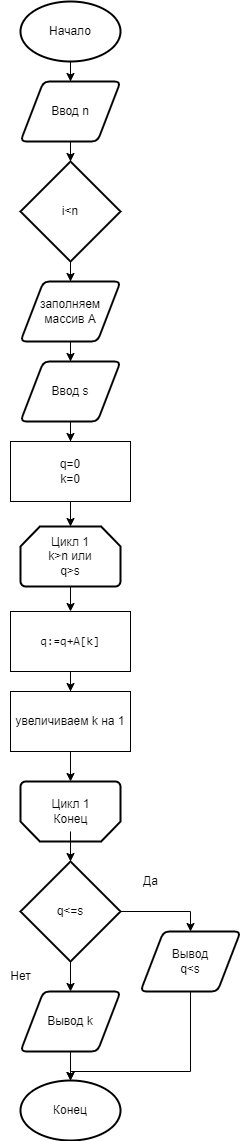 Начало
Ввод n
i<n
заполняем
массив А
Ввод s
q=0
k=0
Цикл 1
k>n или
q>s
q:=q+A[k]
увеличиваем k на 1
Цикл 1
Конец
q<=s
Да
Вывод
q<s
Нет
Вывод k
Конец